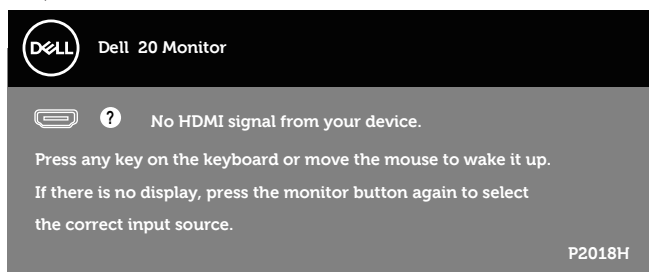 DELL
Dell 20 Monitor
? No HDMI signal from your device.
Press any key on the keyboard or move the mouse to wake it up.
If there is no display, press the monitor button again to select
the correct input source.
P2018H